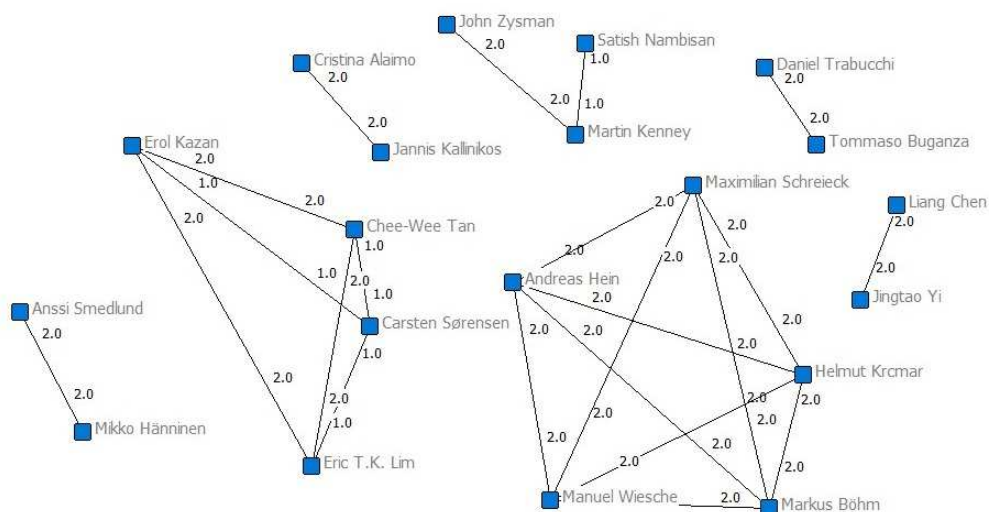 John Zysman
2.0
Satish Nambisan
1.0
Cristina Alaimo
2.0
Daniel Trabucchi
2.0
2.0
1.0
Martin Kenney
2.0
Tommaso Buganza
2.0
Jannis Kallinikos
Erol Kazan
2.0
1.0
2.0
2.0
Chee-Wee Tan
1.0
Maximilian Schreieck
2.0
2.0
2.0
2.0
Liang Chen
2.0
2.0
Jingtao Yi
2.0
Andreas Hein
2.0
2.0
2.0
1.0
2.0
1.0
Carsten Sørensen
1.0
Anssi Smedlund
2.0
2.0
Mikko Hänninen
2.0
2.0
1.0
Eric T.K. Lim
2.0
2.0
Helmut Krcmar
2.0
2.0
2.0
2.0
2.0
2.0
2.0
2.0
Manuel Wiesche
2.0
Markus Böhm